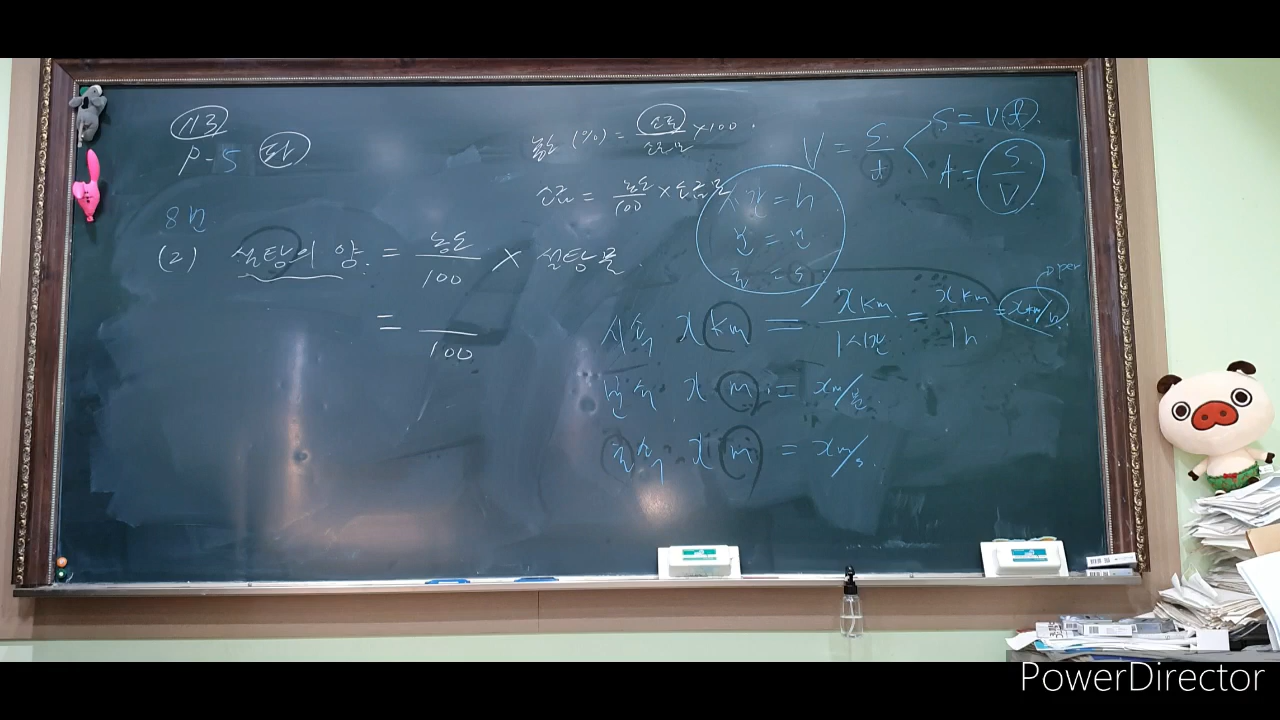 P-5 단
8번
(2) 설탕의 양 = 농도/100 × 설탕물
= /100
농도 (%) = 소금/소금물 ×100
소금 = 농도/100 × 소금물
V = S/t
S = Vt
t = S/V
시간 = h
분 = 분
초 = s
시속 x km = x km/1시간 = x km/1h = x km/h
per
분속 x m = x m/분
초속 x m = x m/s
PowerDirector